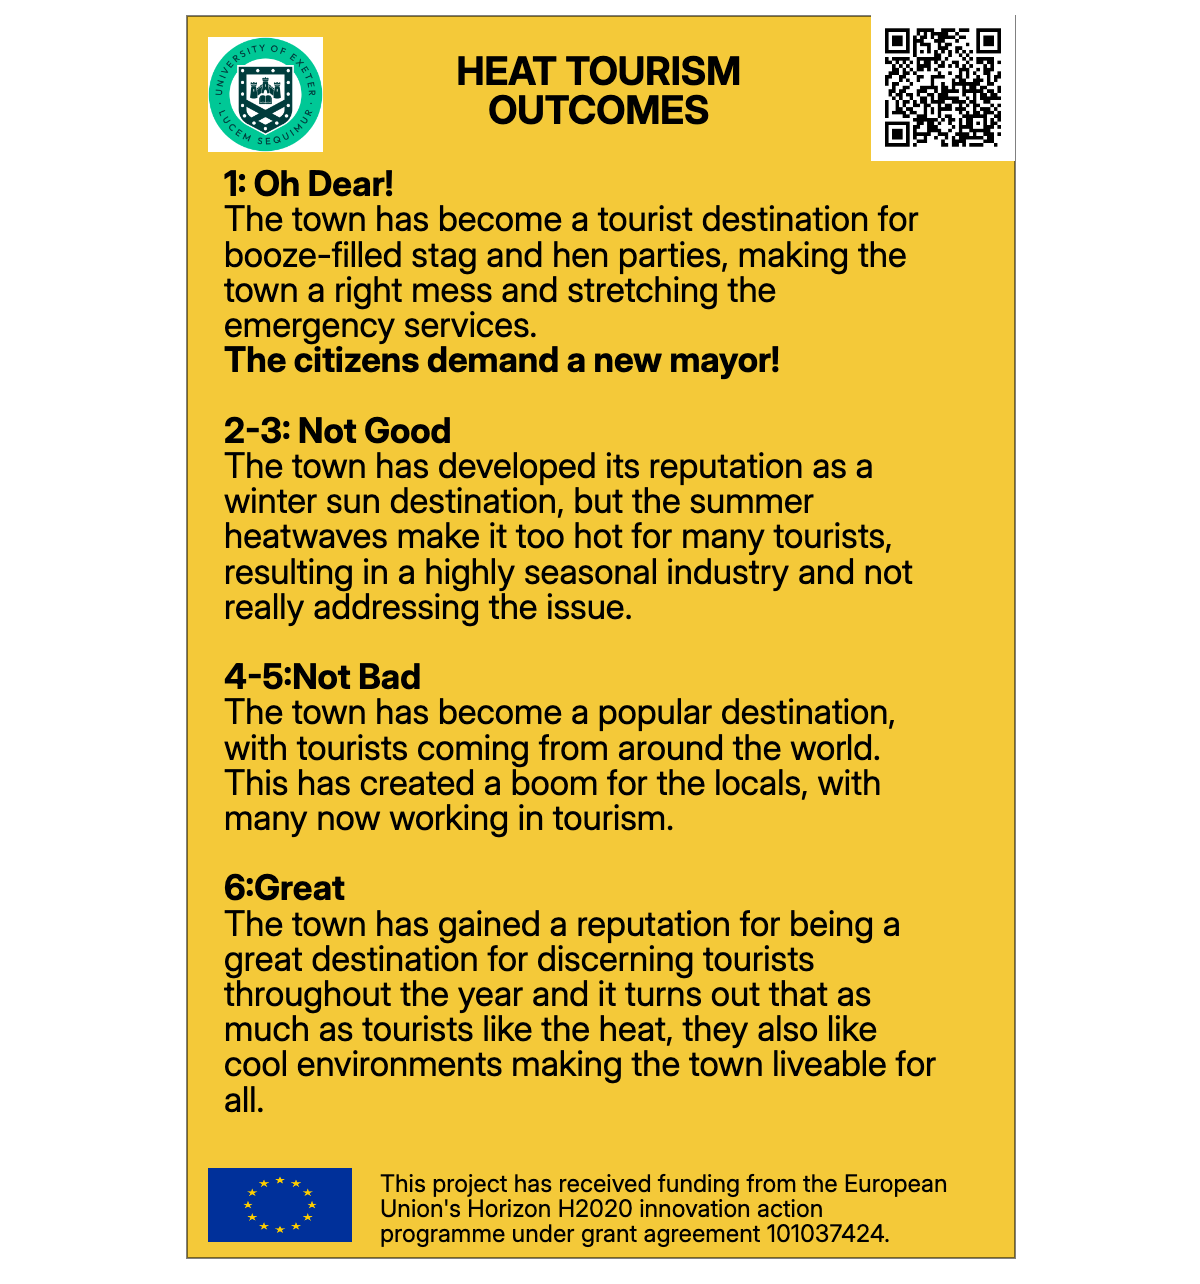 UNIVERSITY OF EXETER
LUCEM SEQUIMUR
HEAT TOURISM
OUTCOMES
1: Oh Dear!
The town has become a tourist destination for
booze-filled stag and hen parties, making the
town a right mess and stretching the
emergency services.
The citizens demand a new mayor!
2-3: Not Good
The town has developed its reputation as a
winter sun destination, but the summer
heatwaves make it too hot for many tourists,
resulting in a highly seasonal industry and not
really addressing the issue.
4-5:Not Bad
The town has become a popular destination,
with tourists coming from around the world.
This has created a boom for the locals, with
many now working in tourism.
6:Great
The town has gained a reputation for being a
great destination for discerning tourists
throughout the year and it turns out that as
much as tourists like the heat, they also like
cool environments making the town liveable for
all.
This project has received funding from the European
Union's Horizon H2020 innovation action
programme under grant agreement 101037424.